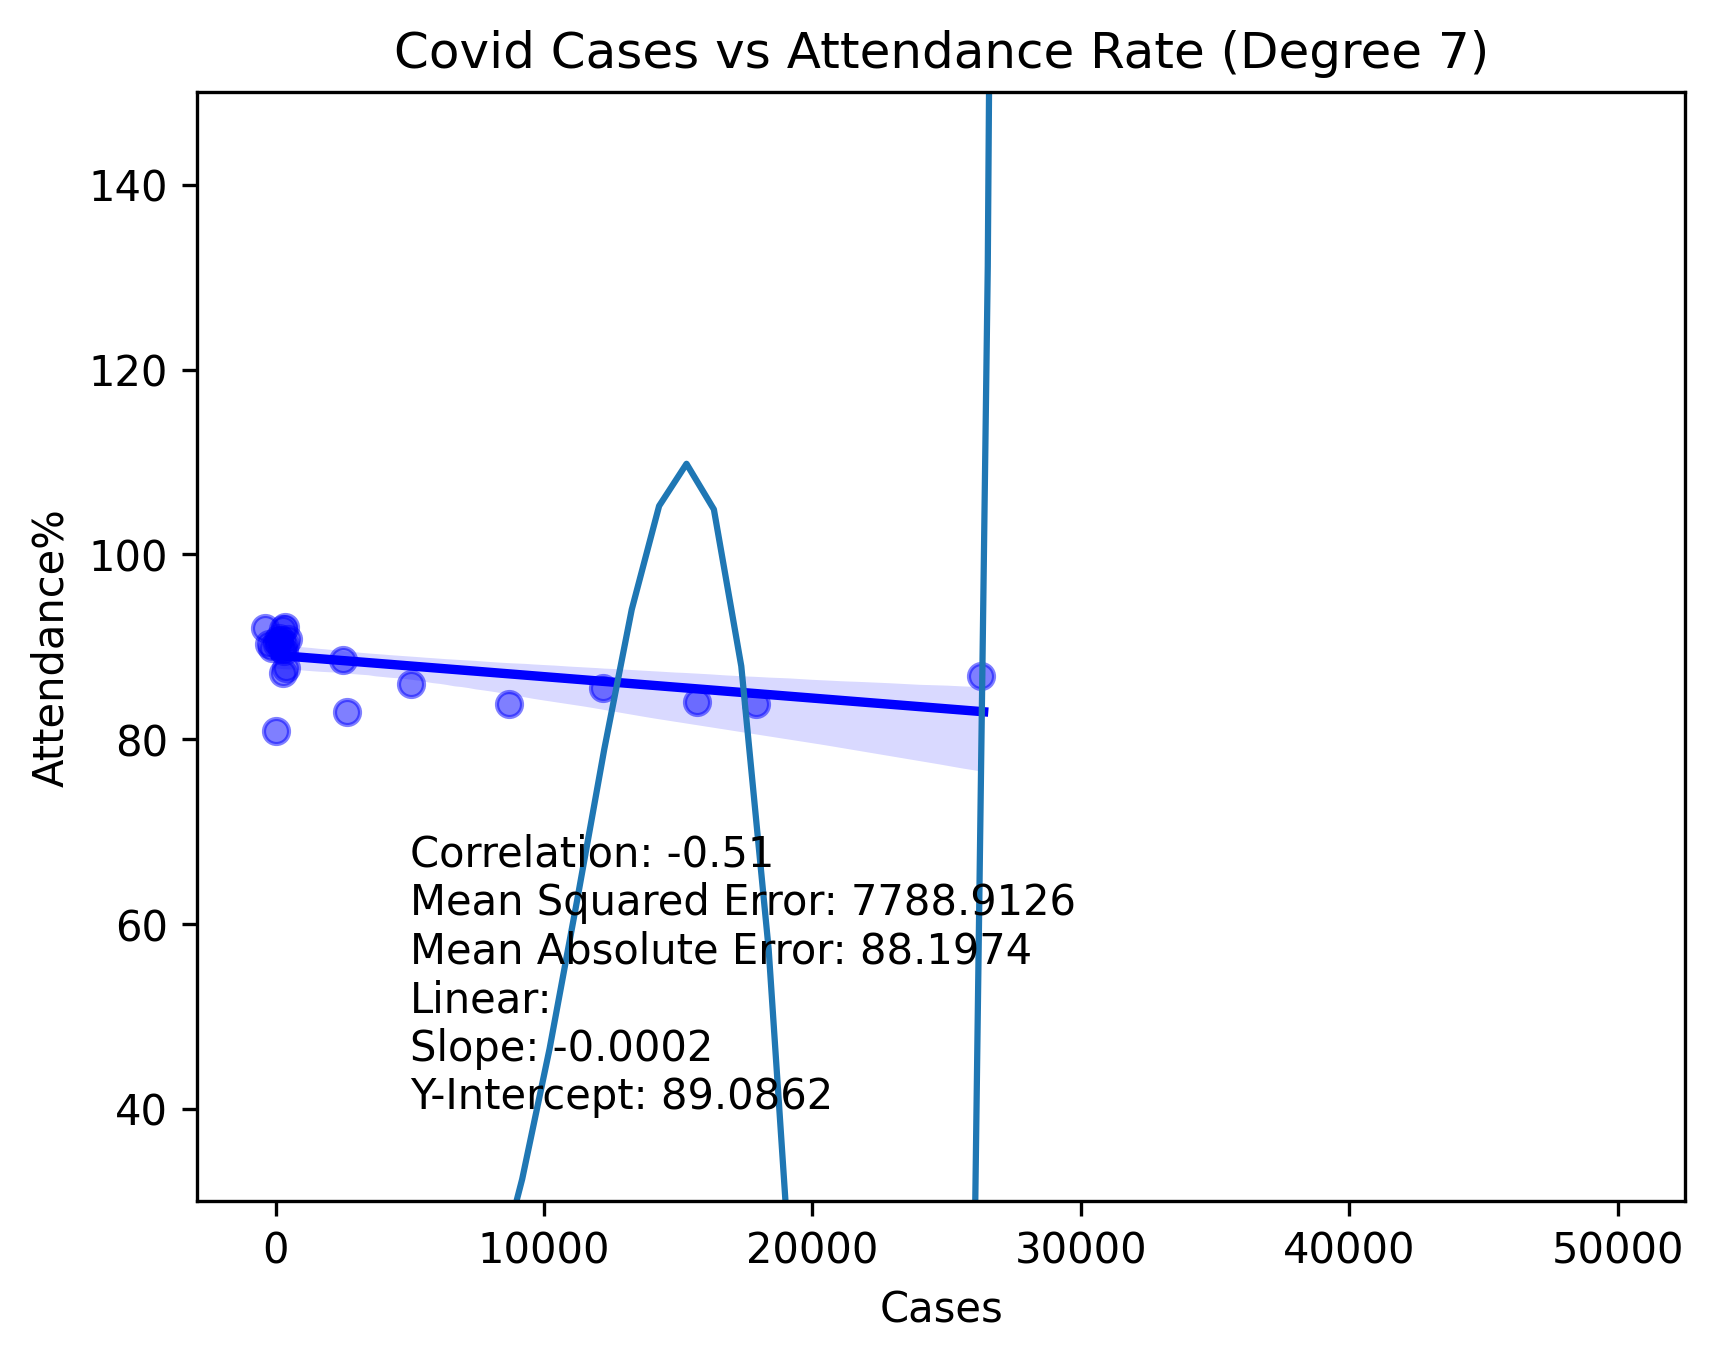 Covid Cases vs Attendance Rate (Degree 7)
Attendance%
140
120
100
80
60
40
Correlation: -0.51
Mean Squared Error: 7788.9126
Mean Absolute Error: 88.1974
Linear:
Slope: -0.0002
Y-Intercept: 89.0862
0 10000 20000 30000 40000 50000
Cases